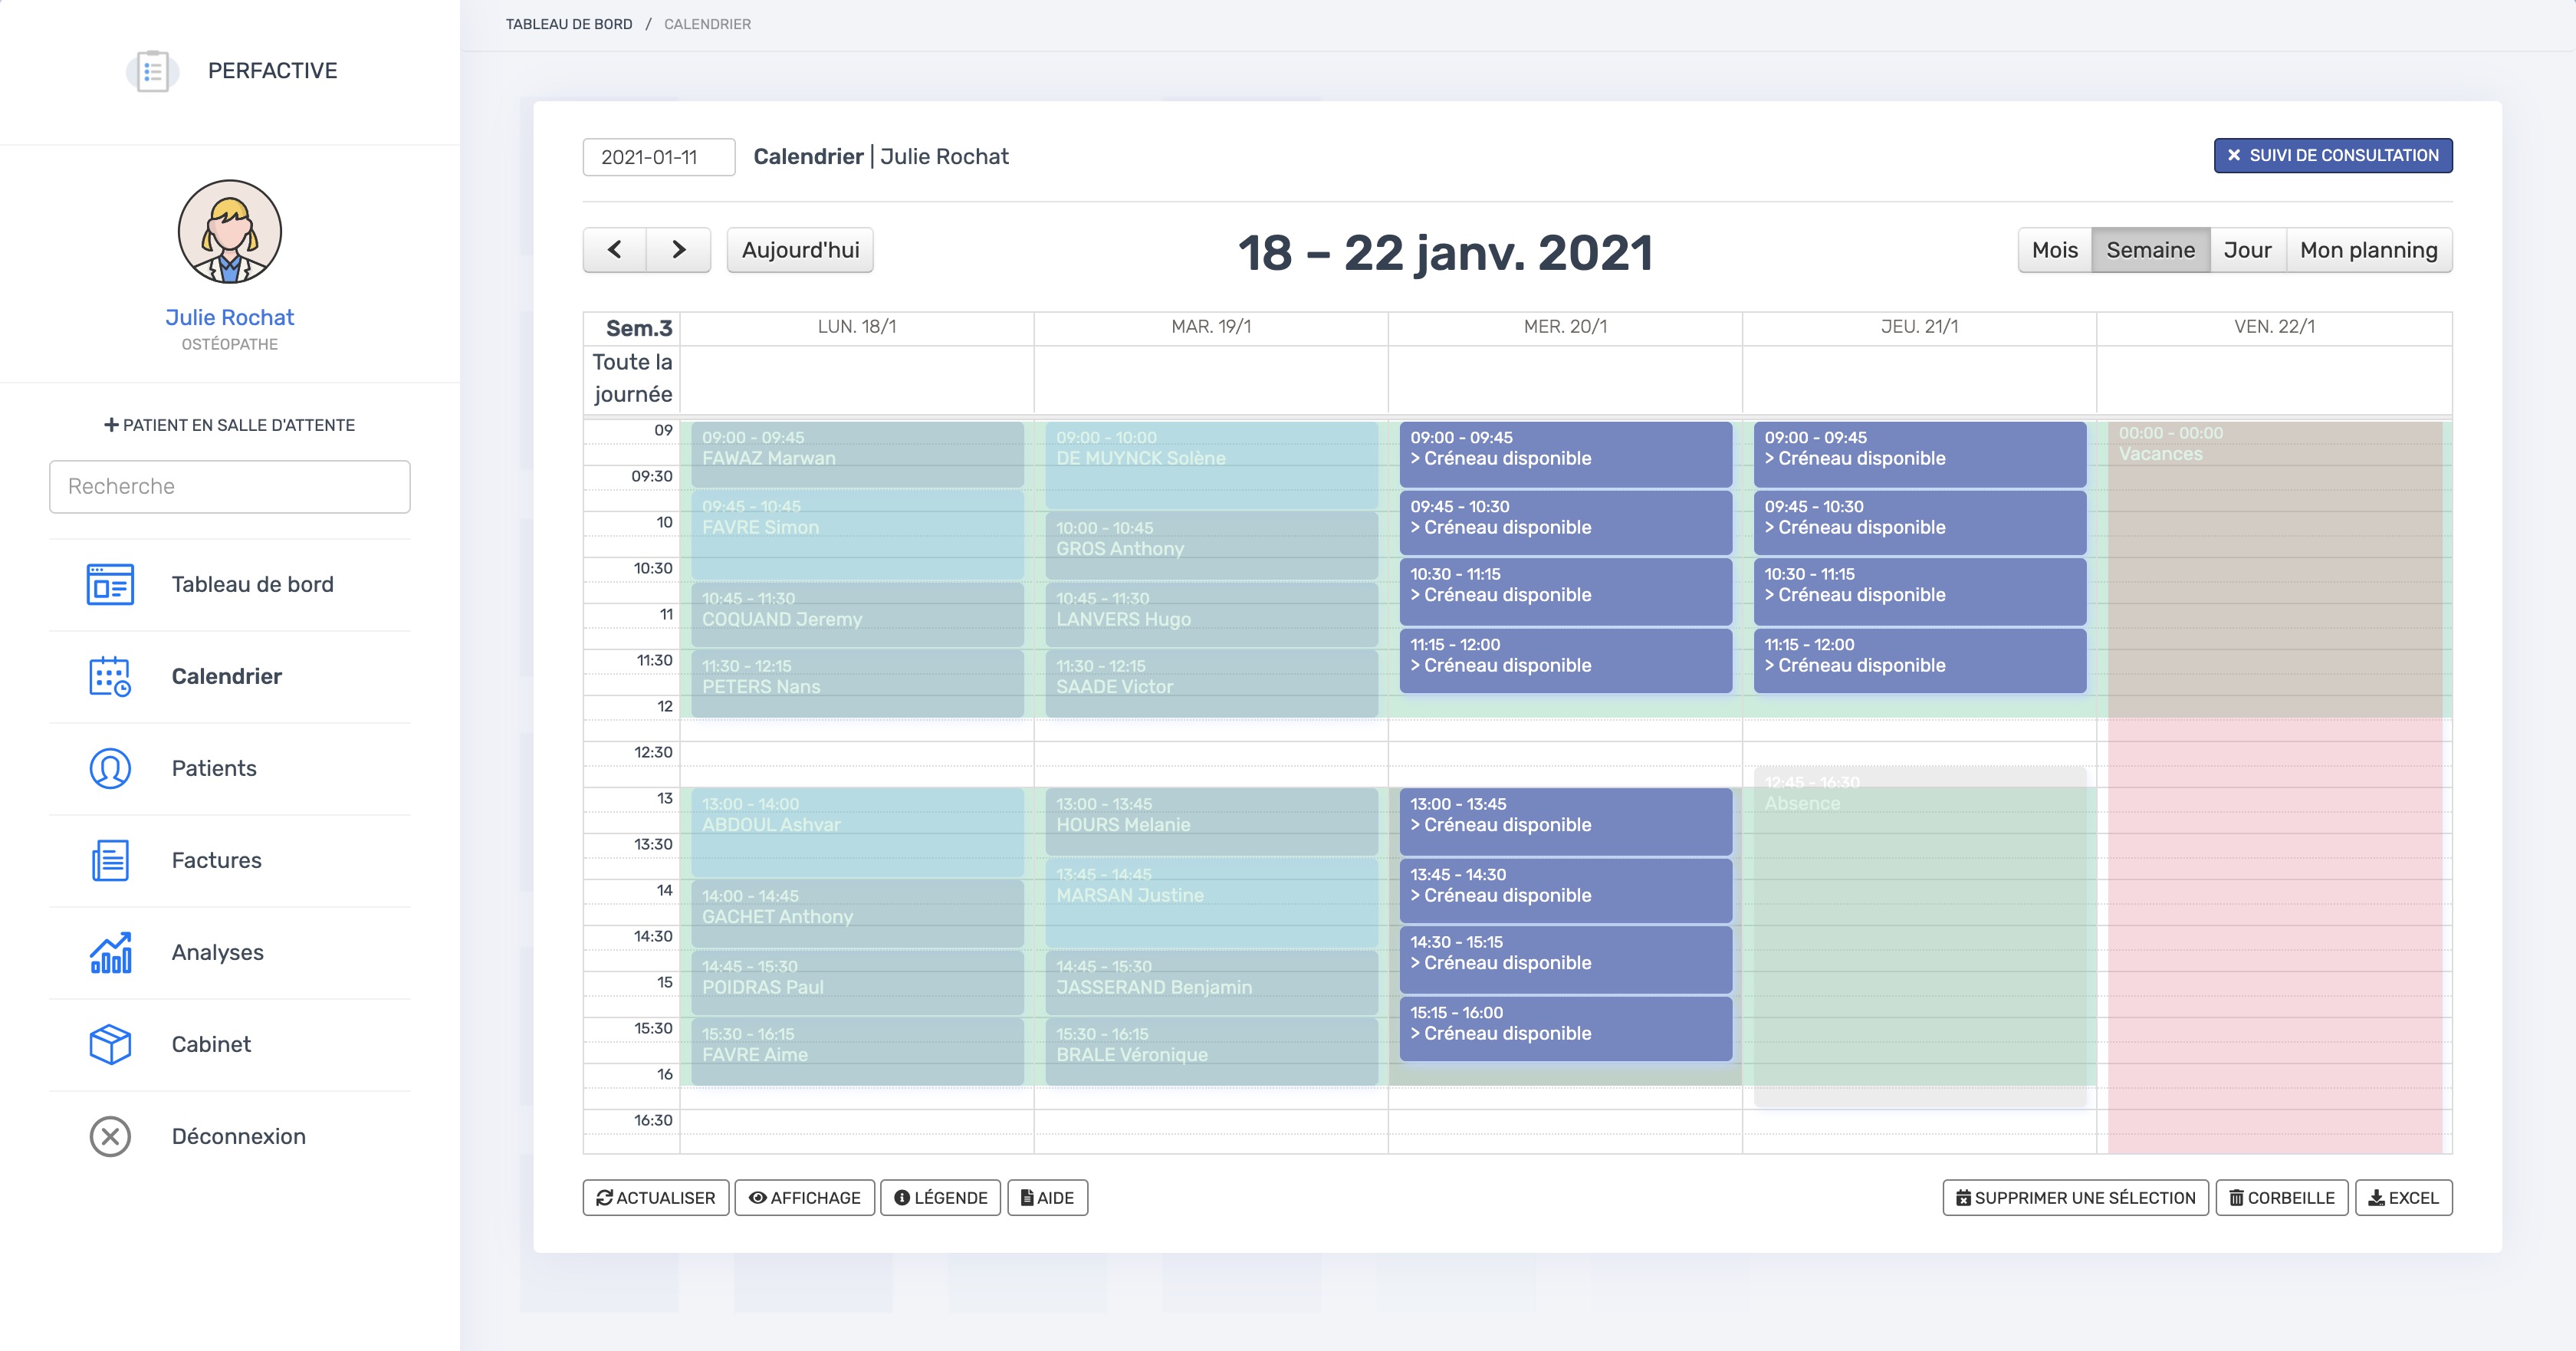 PERFACTIVE
Julie Rochat
OSTÉOPATHE
PATIENT EN SALLE D'ATTENTE
Recherche
Tableau de bord
Calendrier
Patients
Factures
Analyses
Cabinet
Déconnexion
TABLEAU DE BORD / CALENDRIER
2021-01-11 Calendrier | Julie Rochat
SUIVI DE CONSULTATION
Aujourd'hui
18 – 22 janv. 2021
Mois Semaine Jour Mon planning
Sem.3 LUN. 18/1 MAR. 19/1 MER. 20/1 JEU. 21/1 VEN. 22/1
Toute la
journée
09
09:30
10
10:30
11
11:30
12
12:30
13
13:30
14
14:30
15
15:30
16
16:30
09:00 - 09:45
FAWAZ Marwan
09:45 - 10:45
FAVRE Simon
10:45 - 11:30
COQUAND Jeremy
11:30 - 12:15
PETERS Nans
13:00 - 14:00
ABDOUL Ashvar
14:00 - 14:45
GACHET Anthony
14:45 - 15:30
POIDRAS Paul
15:30 - 16:15
FAVRE Aime
09:00 - 10:00
DE MUYNCK Solène
10:00 - 10:45
GROS Anthony
10:45 - 11:30
LANVERS Hugo
11:30 - 12:15
SAADE Victor
13:00 - 13:45
HOURS Melanie
13:45 - 14:45
MARSAN Justine
14:45 - 15:30
JASSERAND Benjamin
15:30 - 16:15
BRALE Véronique
09:00 - 09:45
> Créneau disponible
09:45 - 10:30
> Créneau disponible
10:30 - 11:15
> Créneau disponible
11:15 - 12:00
> Créneau disponible
13:00 - 13:45
> Créneau disponible
13:45 - 14:30
> Créneau disponible
14:30 - 15:15
> Créneau disponible
15:15 - 16:00
> Créneau disponible
09:00 - 09:45
> Créneau disponible
09:45 - 10:30
> Créneau disponible
10:30 - 11:15
> Créneau disponible
11:15 - 12:00
> Créneau disponible
12:45 - 16:30
Absence
00:00 - 00:00
Vacances
ACTUALISER AFFICHAGE LÉGENDE AIDE
SUPPRIMER UNE SÉLECTION CORBEILLE EXCEL